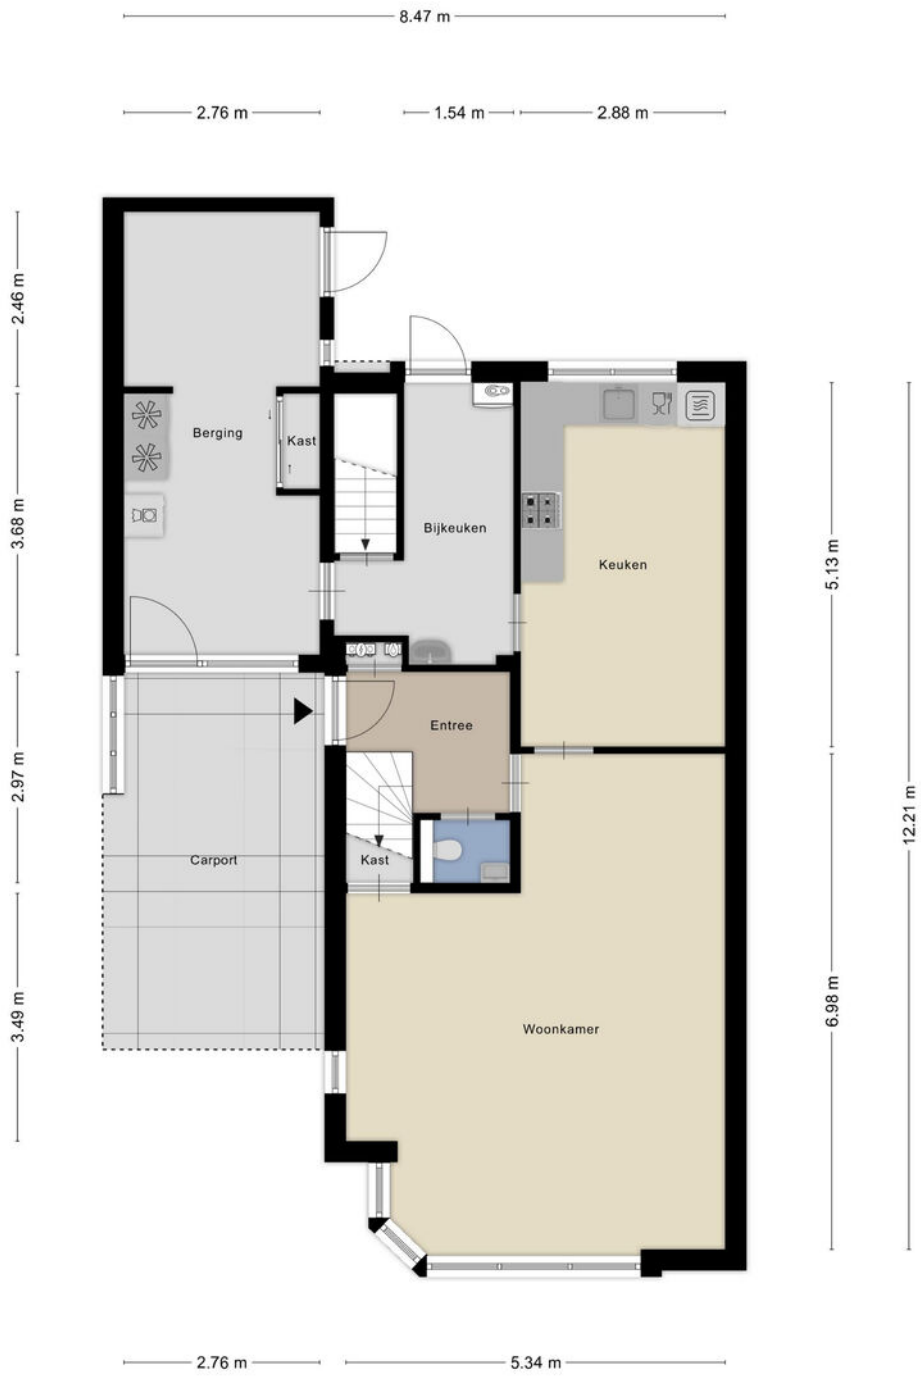 8.47 m
2.76 m
1.54 m
2.88 m
2.46 m
Berging
Kast
3.68 m
Bijkeuken
Keuken
5.13 m
Entree
2.97 m
12.21 m
Carport
Kast
3.49 m
6.98 m
Woonkamer
2.76 m
5.34 m